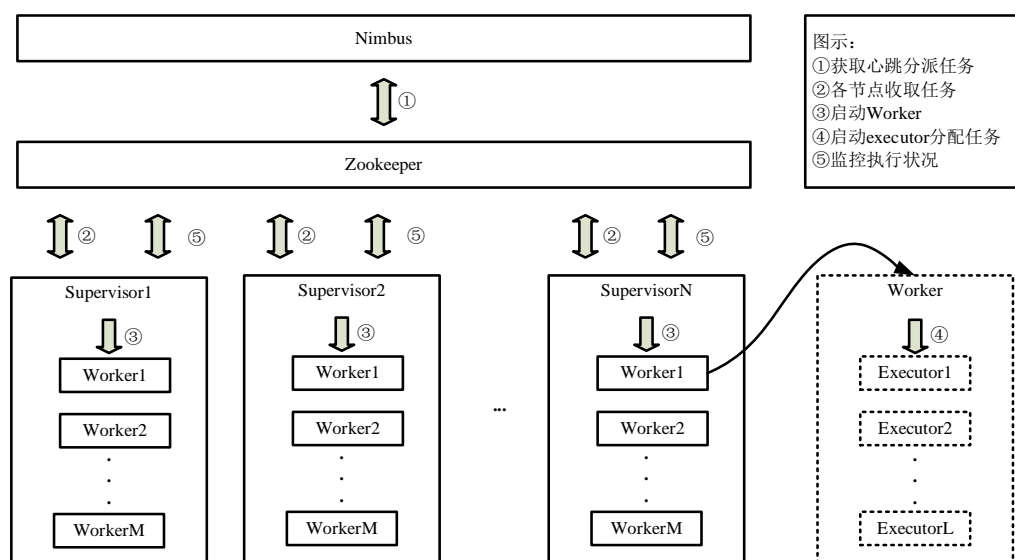 Nimbus
①
Zookeeper
图示：
①获取心跳分派任务
②各节点收取任务
③启动Worker
④启动executor分配任务
⑤监控执行状况
② ⑤ ② ⑤ ② ⑤
Supervisor1
③
Worker1
Worker2
WorkerM
Supervisor2
③
Worker1
Worker2
WorkerM
...
SupervisorN
③
Worker1
Worker2
WorkerM
Worker
④
Executor1
Executor2
ExecutorL